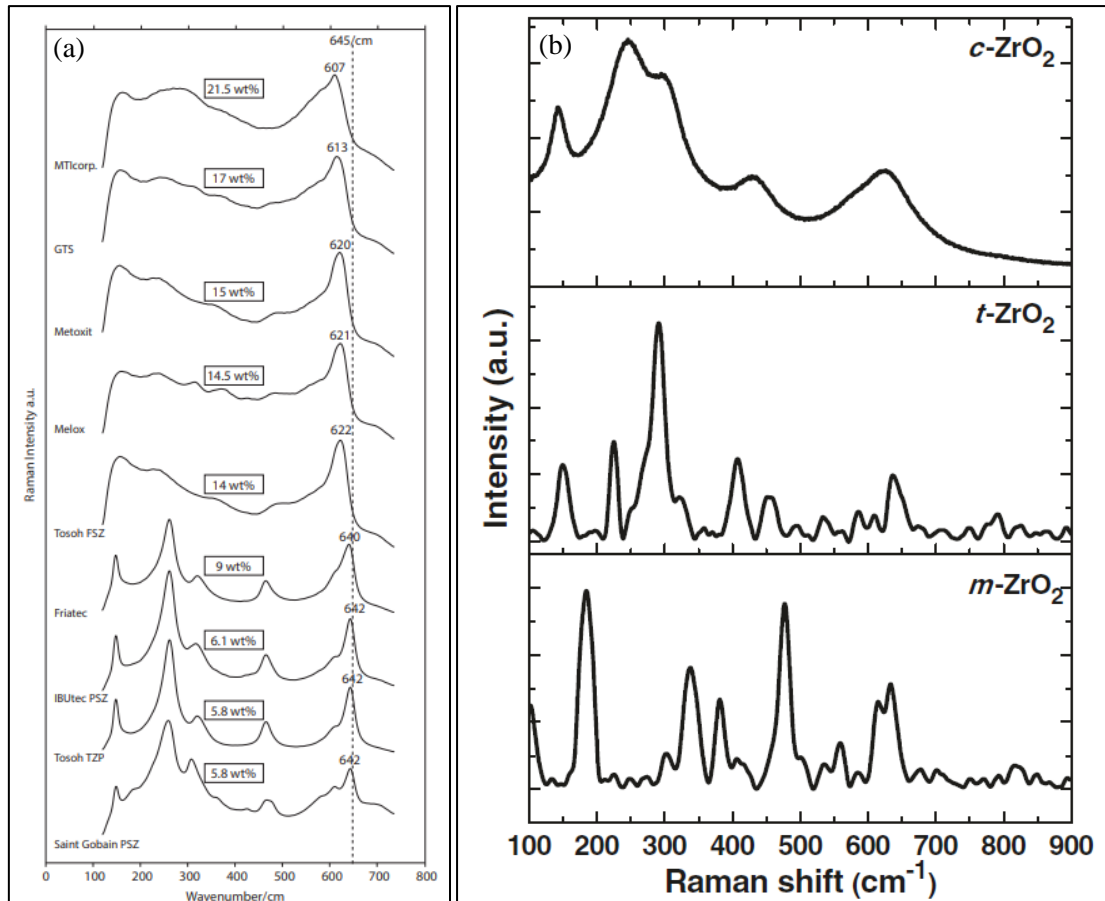 (a)
645/cm
607
21.5 wt%
MTIcorp.
613
17 wt%
GTS
620
15 wt%
Metoxit
621
14.5 wt%
Melox
622
14 wt%
Tosoh FSZ
640
9 wt%
Friatec
642
6.1 wt%
IBUtec PSZ
642
5.8 wt%
Tosoh TZP
642
5.8 wt%
Saint Gobain PSZ
Raman Intensity a.u.
0 100 200 300 400 500 600 700 800
Wavenumber/cm
(b)
c-ZrO2
t-ZrO2
m-ZrO2
Intensity (a.u.)
100 200 300 400 500 600 700 800 900
Raman shift (cm-1)